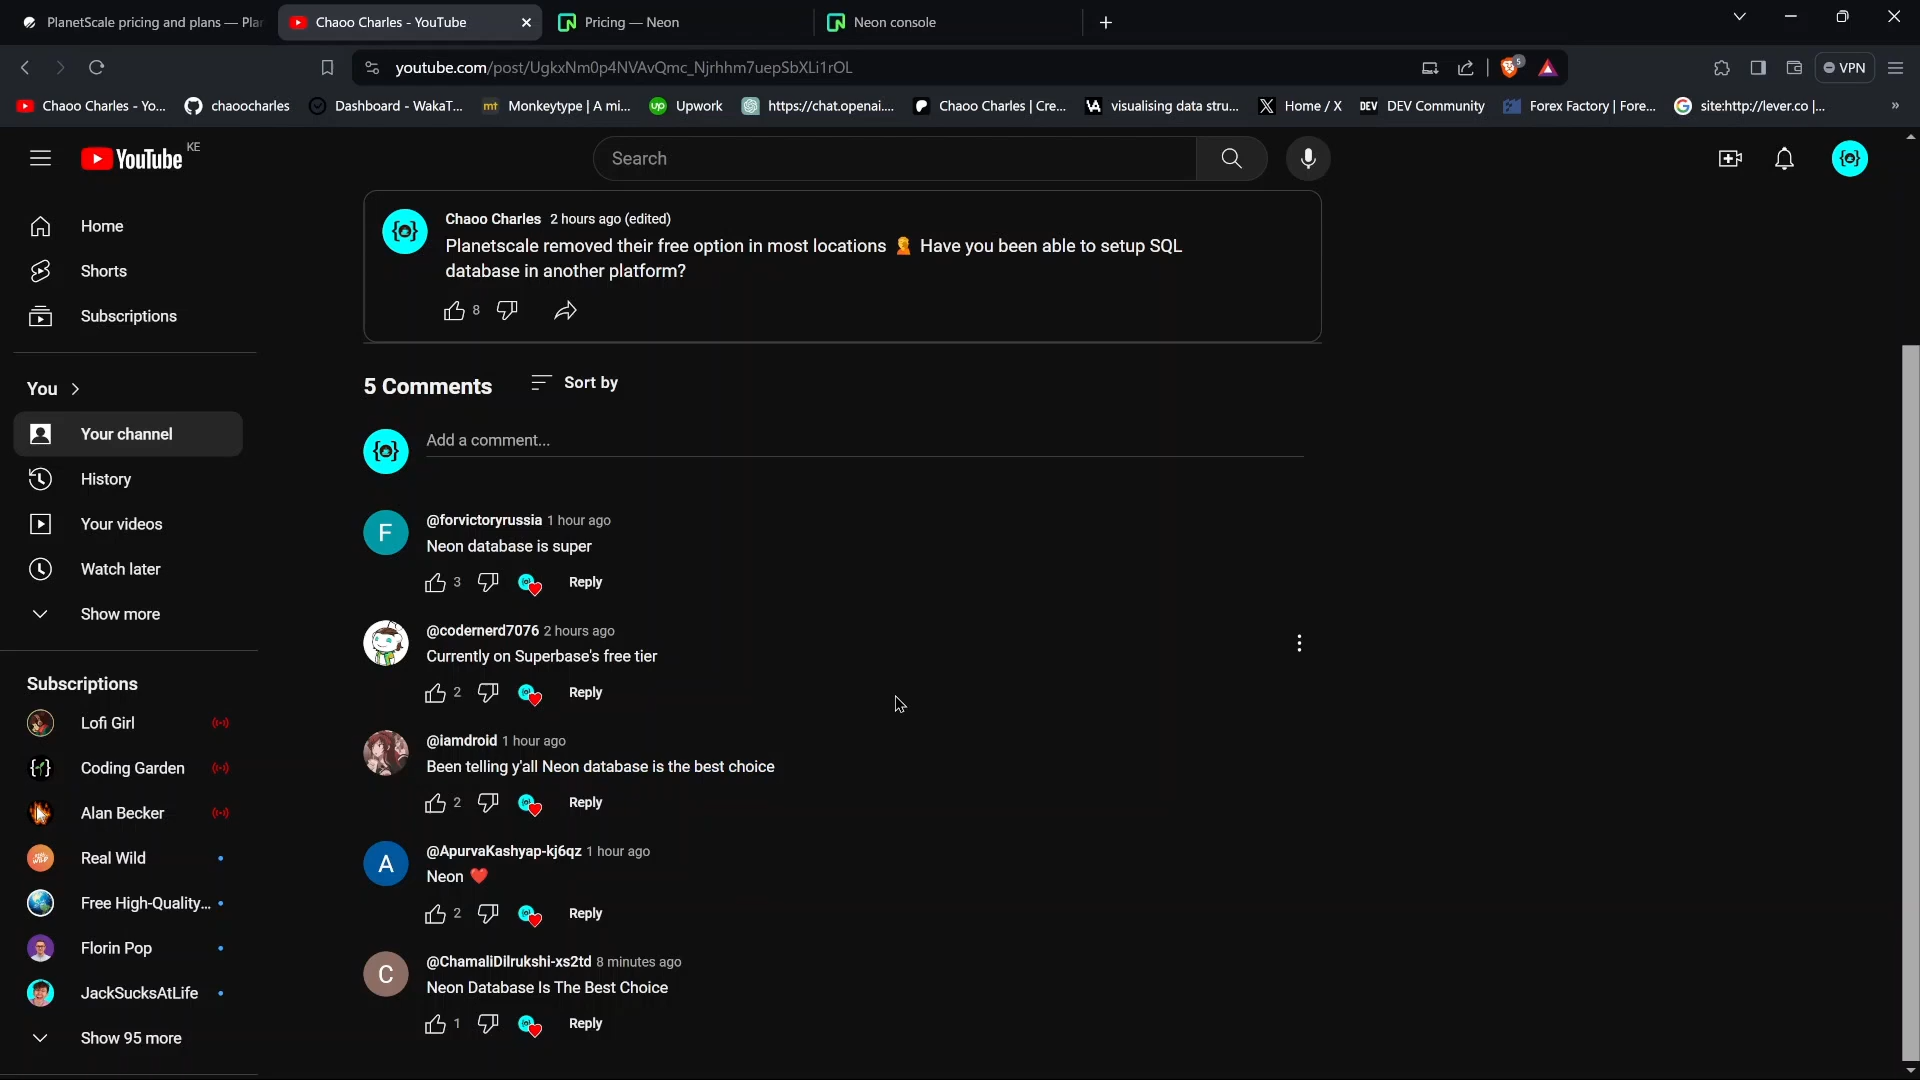 PlanetScale pricing and plans — Plan
Chaoo Charles - YouTube
Pricing — Neon
Neon console
youtube.com/post/UgkxNm0p4NVAvQmc_Njrhhm7uepSbXLi1rOL
5
VPN
Chaoo Charles - Yo...
chaoocharles
Dashboard - WakaT...
mt Monkeytype | A mi...
up Upwork
https://chat.openai....
Chaoo Charles | Cre...
VA visualising data stru...
Home / X
DEV DEV Community
Forex Factory | Fore...
site:http://lever.co |...
YouTube KE
Search
Home
Shorts
Subscriptions
You
Your channel
History
Your videos
Watch later
Show more
Subscriptions
Lofi Girl
Coding Garden
Alan Becker
Real Wild
Free High-Quality...
Florin Pop
JackSucksAtLife
Show 95 more
Chaoo Charles 2 hours ago (edited)
Planetscale removed their free option in most locations 🤦 Have you been able to setup SQL
database in another platform?
8
5 Comments
Sort by
Add a comment...
F
@forvictoryrussia 1 hour ago
Neon database is super
3 Reply
@codernerd7076 2 hours ago
Currently on Superbase's free tier
2 Reply
@iamdroid 1 hour ago
Been telling y'all Neon database is the best choice
2 Reply
A
@ApurvaKashyap-kj6qz 1 hour ago
Neon ❤️
2 Reply
C
@ChamaliDilrukshi-xs2td 8 minutes ago
Neon Database Is The Best Choice
1 Reply